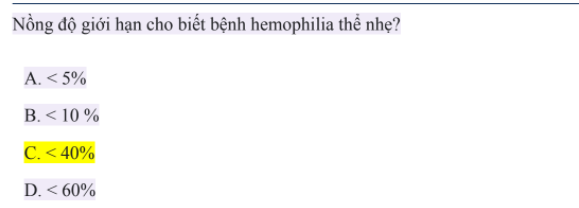 Nồng độ giới hạn cho biết bệnh hemophilia thể nhẹ?
A. < 5%
B. < 10 %
C. < 40%
D. < 60%